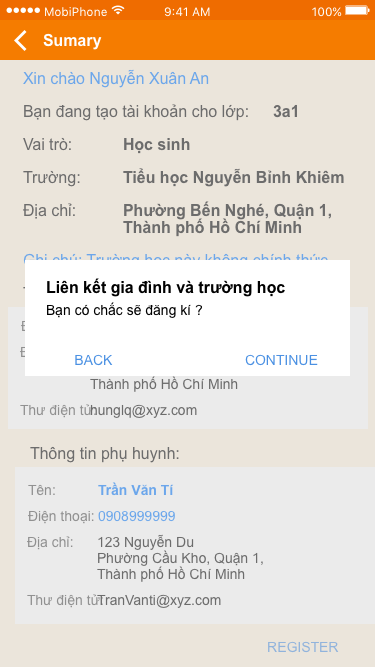 MobiPhone 9:41 AM 100%
Sumary
Xin chào Nguyễn Xuân An
Bạn đang tạo tài khoản cho lớp: 3a1
Vai trò: Học sinh
Trường: Tiểu học Nguyễn Bỉnh Khiêm
Địa chỉ: Phường Bến Nghé, Quận 1,
Thành phố Hồ Chí Minh
Ghi chú: Trường học này không chính thức
Liên kết gia đình và trường học
Bạn có chắc sẽ đăng kí ?
BACK CONTINUE
Thành phố Hồ Chí Minh
Thư điện tử: hunglq@xyz.com
Thông tin phụ huynh:
Tên: Trần Văn Tí
Điện thoại: 0908999999
Địa chỉ: 123 Nguyễn Du
Phường Cầu Kho, Quận 1,
Thành phố Hồ Chí Minh
Thư điện tử: TranVanti@xyz.com
REGISTER